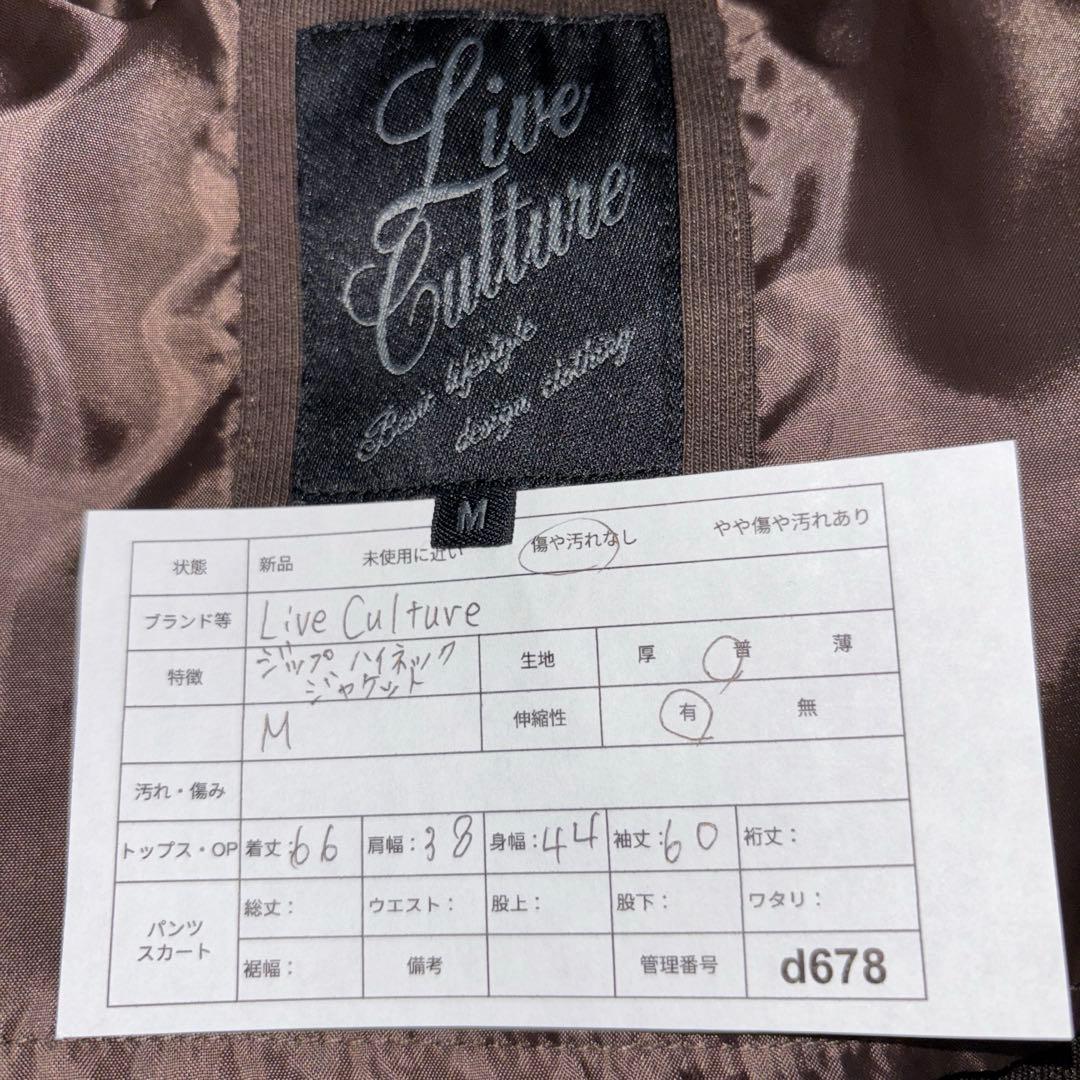 Live
Culture
Basic lifestyle
design clothing
M
状態 新品 未使用に近い 傷や汚れなし やや傷や汚れあり
ブランド等 Live Culture
特徴 ジップ ハイネック ジャケット 生地 厚 普 薄
M 伸縮性 有 無
汚れ・傷み
トップス・OP 着丈:66 肩幅:38 身幅:44 袖丈:60 裄丈:
パンツ スカート 総丈: ウエスト: 股上: 股下: ワタリ:
裾幅: 備考 管理番号 d678